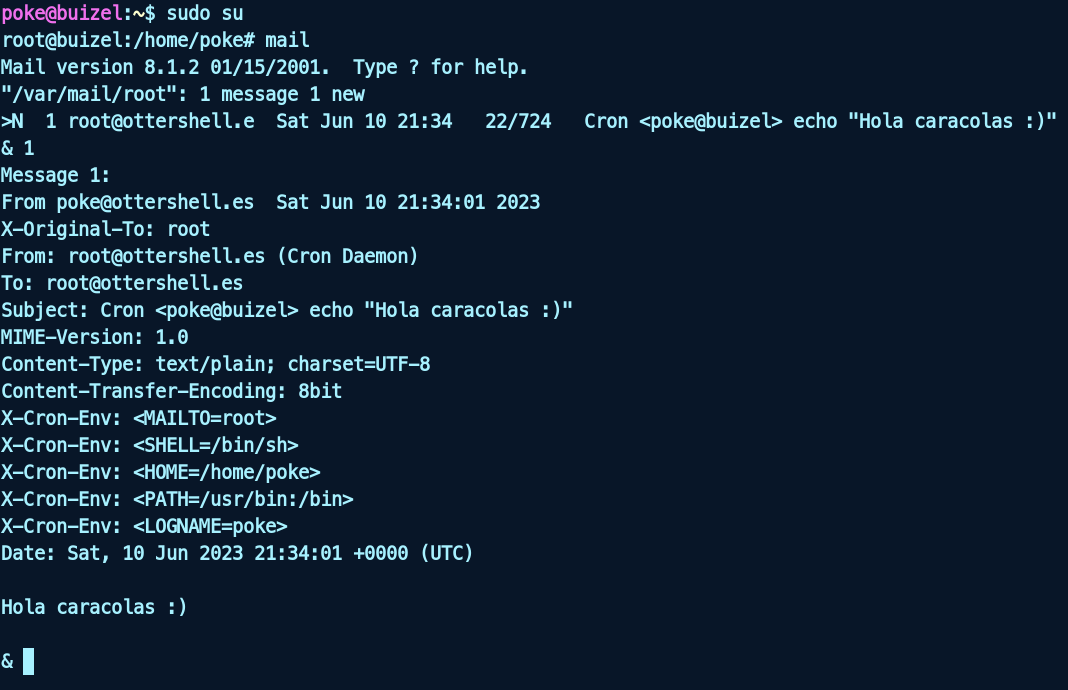 poke@buizel:~$ sudo su
root@buizel:/home/poke# mail
Mail version 8.1.2 01/15/2001.  Type ? for help.
"/var/mail/root": 1 message 1 new
>N  1 root@ottershell.e  Sat Jun 10 21:34   22/724   Cron <poke@buizel> echo "Hola caracolas :)"
& 1
Message 1:
From poke@ottershell.es  Sat Jun 10 21:34:01 2023
X-Original-To: root
From: root@ottershell.es (Cron Daemon)
To: root@ottershell.es
Subject: Cron <poke@buizel> echo "Hola caracolas :)"
MIME-Version: 1.0
Content-Type: text/plain; charset=UTF-8
Content-Transfer-Encoding: 8bit
X-Cron-Env: <MAILTO=root>
X-Cron-Env: <SHELL=/bin/sh>
X-Cron-Env: <HOME=/home/poke>
X-Cron-Env: <PATH=/usr/bin:/bin>
X-Cron-Env: <LOGNAME=poke>
Date: Sat, 10 Jun 2023 21:34:01 +0000 (UTC)

Hola caracolas :)

&